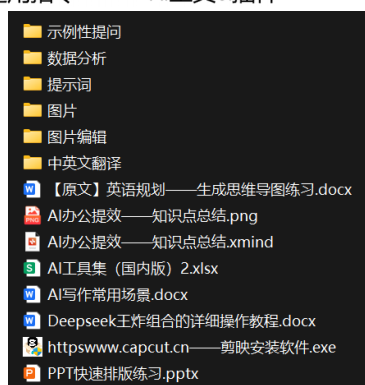 示例性提问
数据分析
提示词
图片
图片编辑
中英文翻译
【原文】英语规划——生成思维导图练习.docx
AI办公提效——知识点总结.png
AI办公提效——知识点总结.xmind
AI工具集（国内版）2.xlsx
AI写作常用场景.docx
Deepseek王炸组合的详细操作教程.docx
httpswww.capcut.cn——剪映安装软件.exe
PPT快速排版练习.pptx